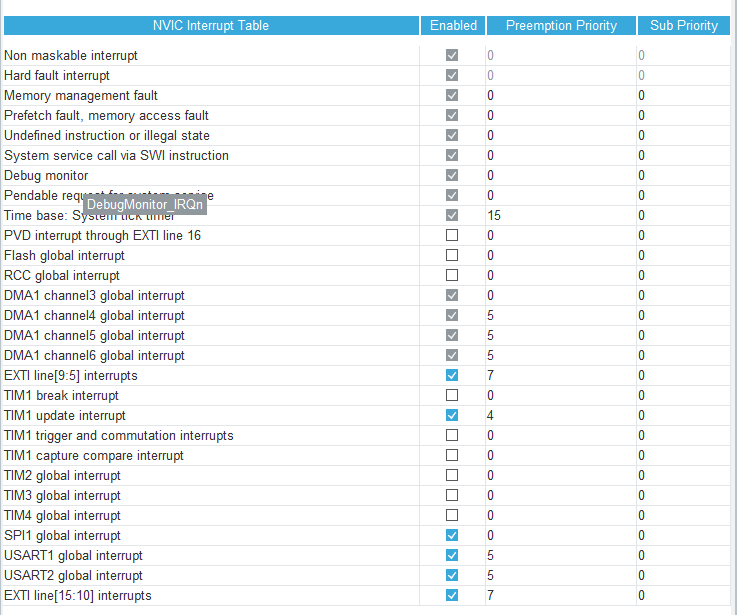 NVIC Interrupt Table Enabled Preemption Priority Sub Priority
Non maskable interrupt 0 0
Hard fault interrupt 0 0
Memory management fault 0 0
Prefetch fault, memory access fault 0 0
Undefined instruction or illegal state 0 0
System service call via SWI instruction 0 0
Debug monitor 0 0
Pendable request for system service 0 0
DebugMonitor_IRQn
Time base: System tick timer 15 0
PVD interrupt through EXTI line 16 0 0
Flash global interrupt 0 0
RCC global interrupt 0 0
DMA1 channel3 global interrupt 0 0
DMA1 channel4 global interrupt 5 0
DMA1 channel5 global interrupt 5 0
DMA1 channel6 global interrupt 5 0
EXTI line[9:5] interrupts 7 0
TIM1 break interrupt 0 0
TIM1 update interrupt 4 0
TIM1 trigger and commutation interrupts 0 0
TIM1 capture compare interrupt 0 0
TIM2 global interrupt 0 0
TIM3 global interrupt 0 0
TIM4 global interrupt 0 0
SPI1 global interrupt 0 0
USART1 global interrupt 5 0
USART2 global interrupt 5 0
EXTI line[15:10] interrupts 7 0